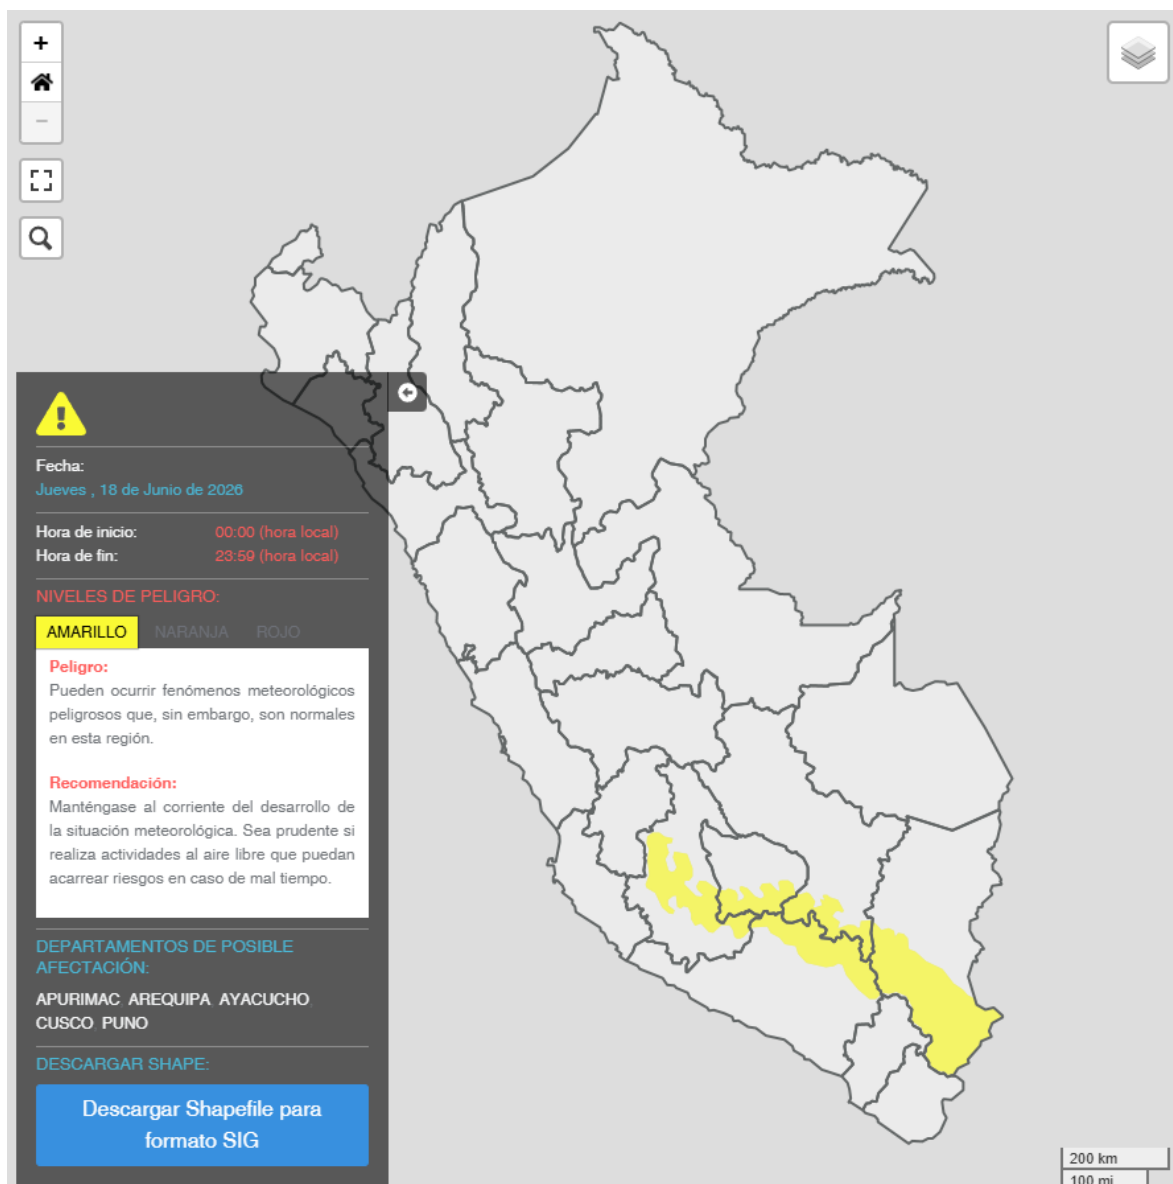 +
−
Fecha:
Jueves , 18 de Junio de 2026
Hora de inicio: 00:00 (hora local)
Hora de fin: 23:59 (hora local)
NIVELES DE PELIGRO:
AMARILLO NARANJA ROJO
Peligro:
Pueden ocurrir fenómenos meteorológicos
peligrosos que, sin embargo, son normales
en esta región.
Recomendación:
Manténgase al corriente del desarrollo de
la situación meteorológica. Sea prudente si
realiza actividades al aire libre que puedan
acarrear riesgos en caso de mal tiempo.
DEPARTAMENTOS DE POSIBLE
AFECTACIÓN:
APURIMAC, AREQUIPA, AYACUCHO,
CUSCO, PUNO
DESCARGAR SHAPE:
Descargar Shapefile para
formato SIG
200 km
100 mi